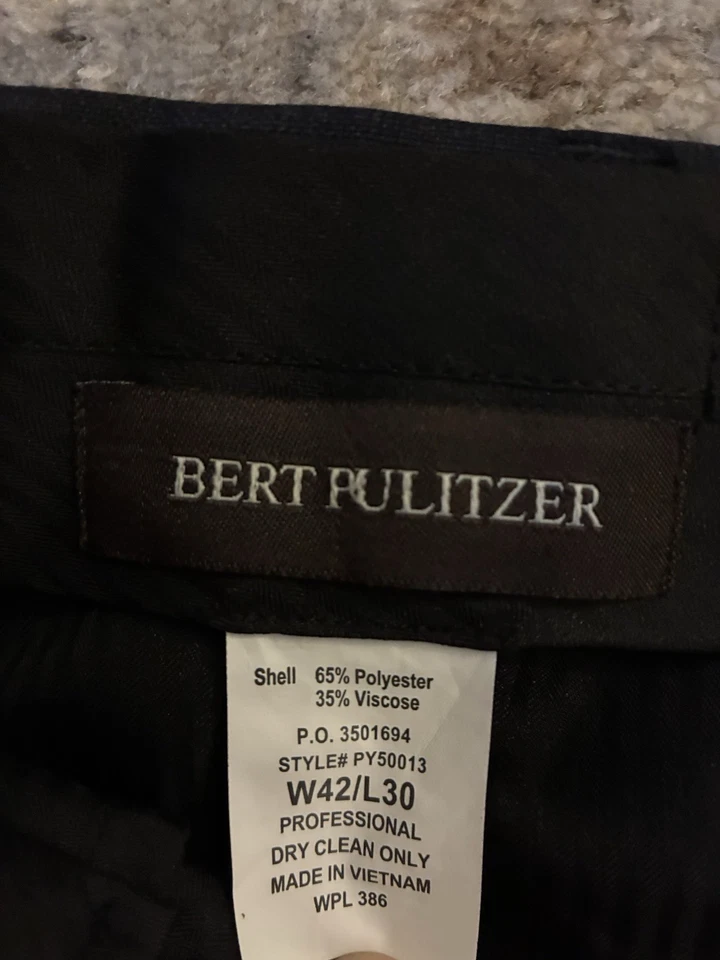 BERT PULITZER
Shell 65% Polyester
35% Viscose
P.O. 3501694
STYLE# PY50013
W42/L30
PROFESSIONAL
DRY CLEAN ONLY
MADE IN VIETNAM
WPL 386